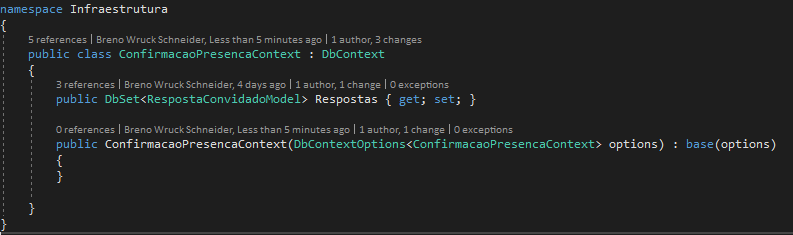 namespace Infraestrutura
{
5 references | Breno Wruck Schneider, Less than 5 minutes ago | 1 author, 3 changes
public class ConfirmacaoPresencaContext : DbContext
{
3 references | Breno Wruck Schneider, 4 days ago | 1 author, 1 change | 0 exceptions
public DbSet<RespostaConvidadoModel> Respostas { get; set; }
0 references | Breno Wruck Schneider, Less than 5 minutes ago | 1 author, 1 change | 0 exceptions
public ConfirmacaoPresencaContext(DbContextOptions<ConfirmacaoPresencaContext> options) : base(options)
{
}
}
}